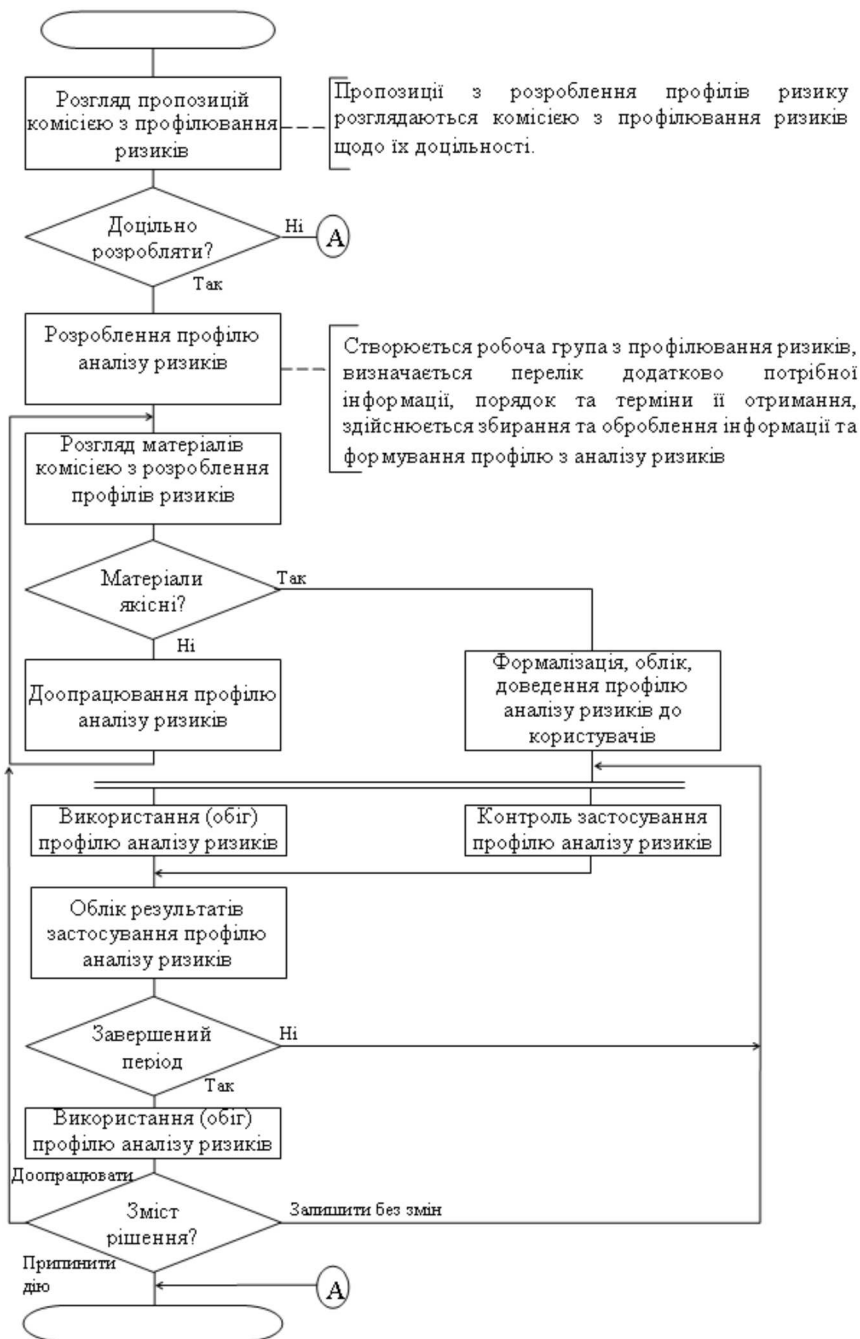 Розгляд пропозицій
комісією з профілювання
ризиків
Пропозиції з розроблення профілів ризику
розглядаються комісією з профілювання ризиків
щодо їх доцільності.
Доцільно
розробляти?
Ні
А
Так
Розроблення профілю
аналізу ризиків
Створюється робоча група з профілювання ризиків,
визначається перелік додатково потрібної
інформації, порядок та терміни її отримання,
здійснюється збирання та оброблення інформації та
формування профілю з аналізу ризиків
Розгляд матеріалів
комісією з розроблення
профілів ризиків
Матеріали
якісні?
Так
Ні
Доопрацювання профілю
аналізу ризиків
Формалізація, облік,
доведення профілю
аналізу ризиків до
користувачів
Використання (обіг)
профілю аналізу ризиків
Контроль застосування
профілю аналізу ризиків
Облік результатів
застосування профілю
аналізу ризиків
Завершений
період
Ні
Так
Використання (обіг)
профілю аналізу ризиків
Доопрацювати
Зміст
рішення?
Залишити без змін
Припинити
дію
А